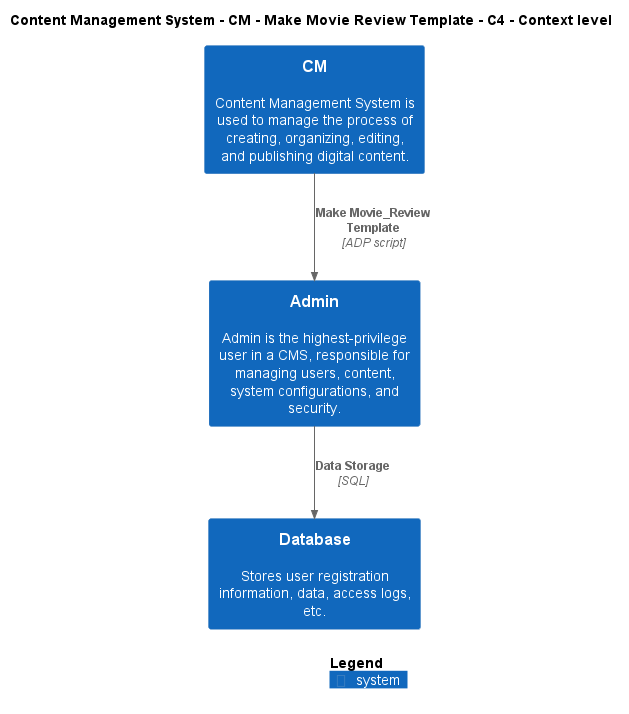 Content Management System - CM - Make Movie Review Template - C4 - Context level
CM
Content Management System is
used to manage the process of
creating, organizing, editing,
and publishing digital content.
Make Movie_Review
Template
[ADP script]
Admin
Admin is the highest-privilege
user in a CMS, responsible for
managing users, content,
system configurations, and
security.
Data Storage
[SQL]
Database
Stores user registration
information, data, access logs,
etc.
Legend
system